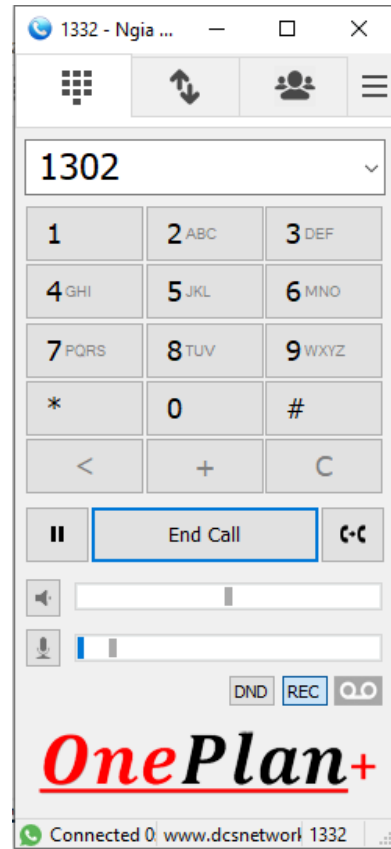 1332 - Ngia ...
1302
1
2 ABC
3 DEF
4 GHI
5 JKL
6 MNO
7 PQRS
8 TUV
9 WXYZ
*
0
#
<
+
C
End Call
DND
REC
OnePlan+
Connected 0: www.dcsnetwork 1332